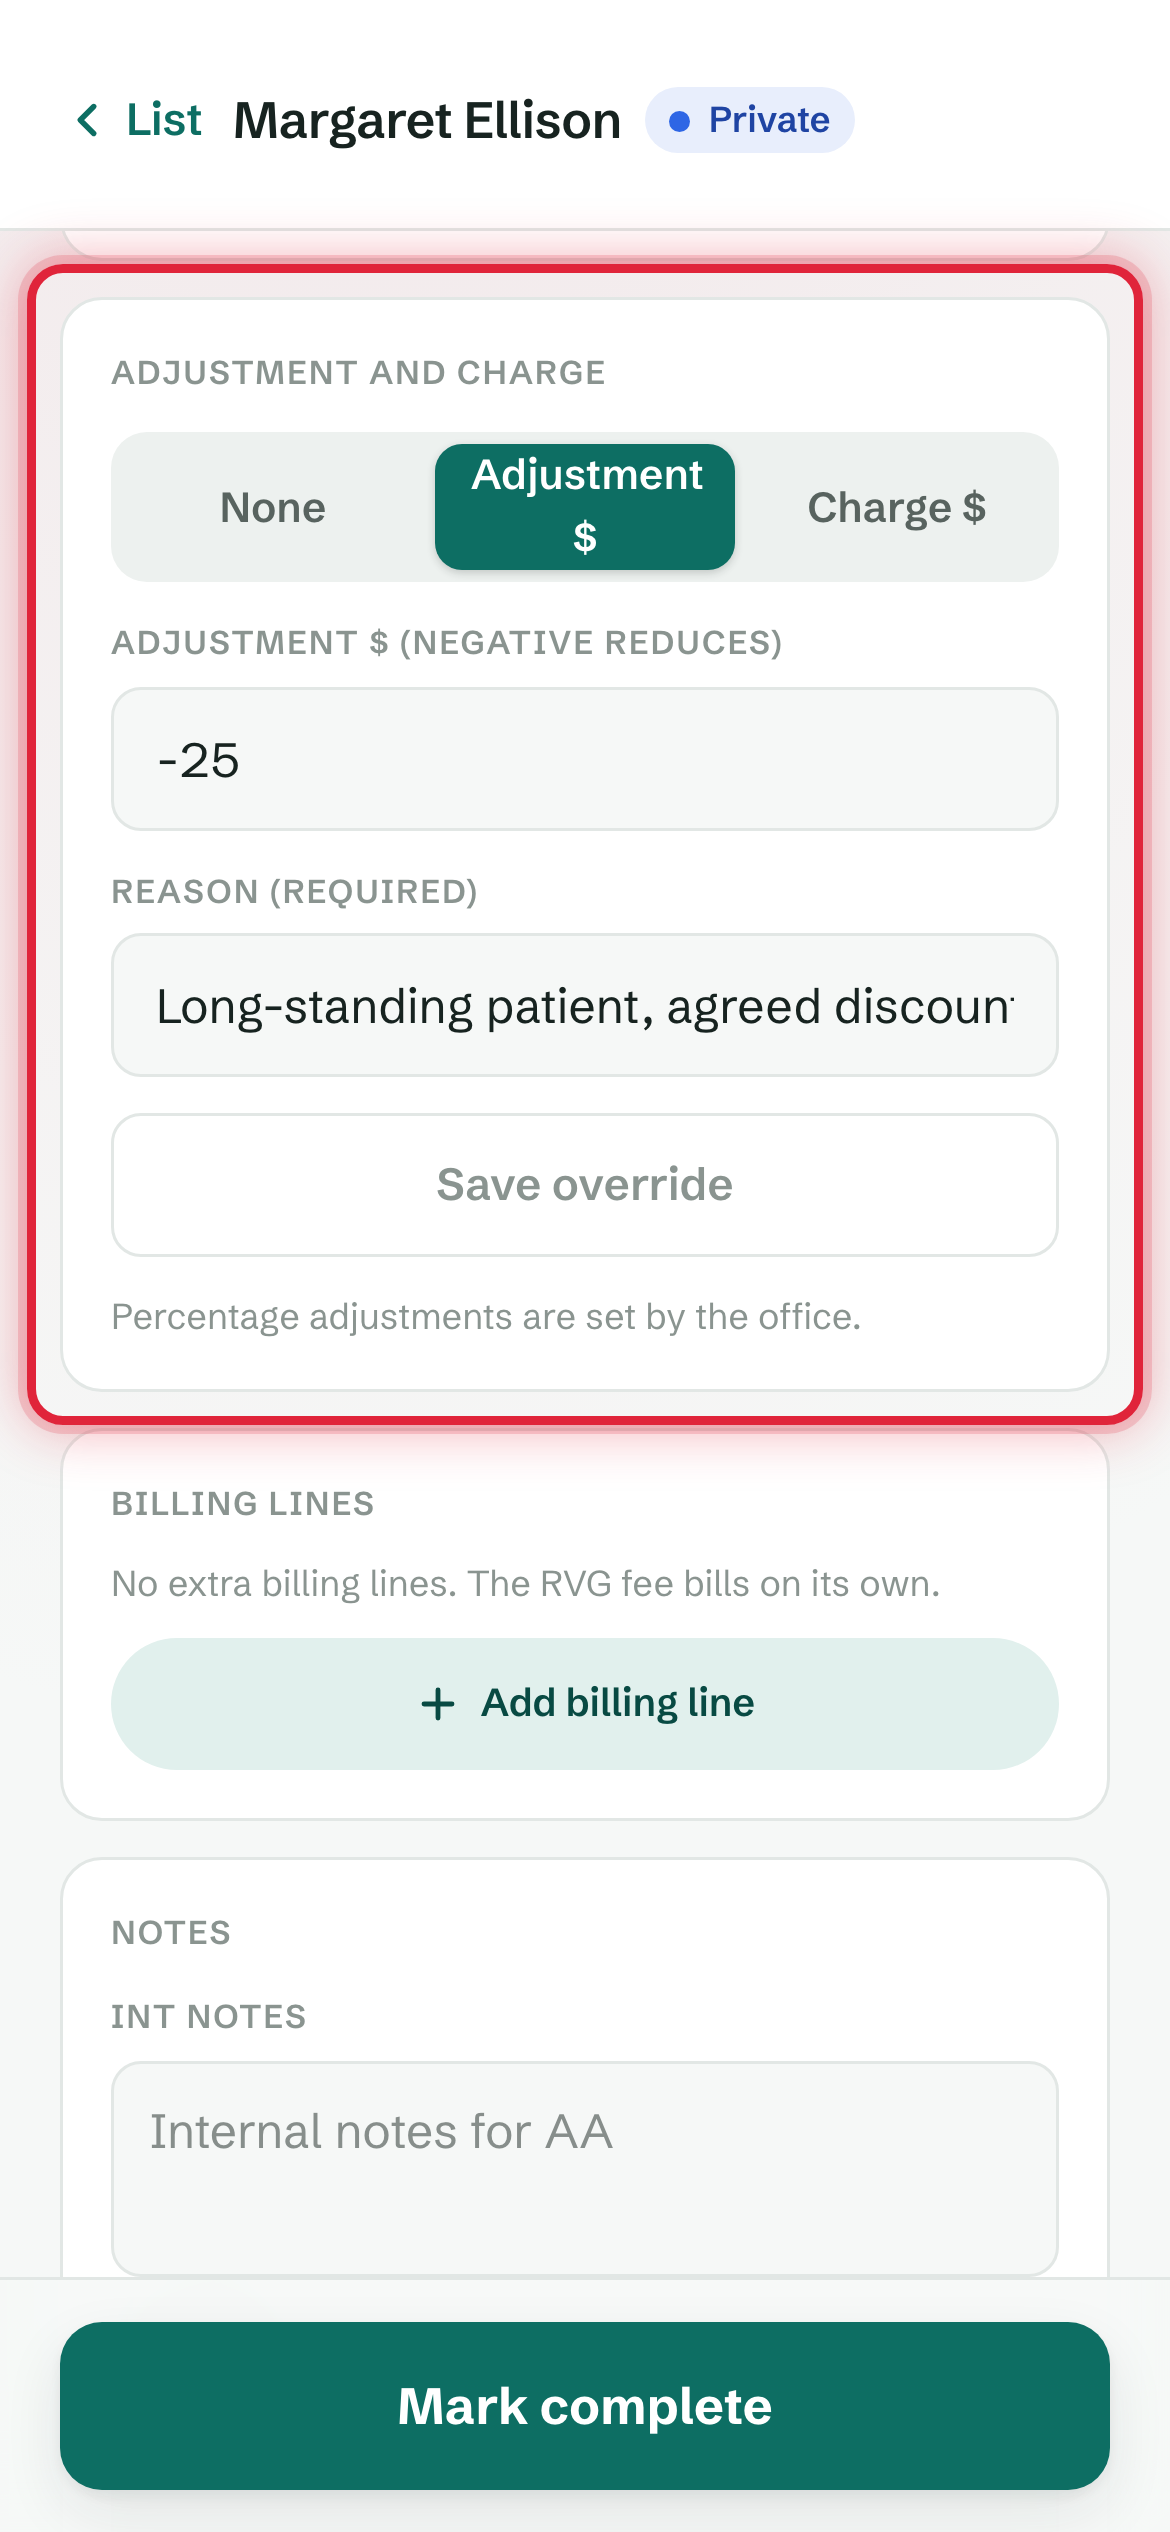 List Margaret Ellison Private
ADJUSTMENT AND CHARGE
None
Adjustment
$
Charge $
ADJUSTMENT $ (NEGATIVE REDUCES)
-25
REASON (REQUIRED)
Long-standing patient, agreed discount
Save override
Percentage adjustments are set by the office.
BILLING LINES
No extra billing lines. The RVG fee bills on its own.
Add billing line
NOTES
INT NOTES
Internal notes for AA
Mark complete